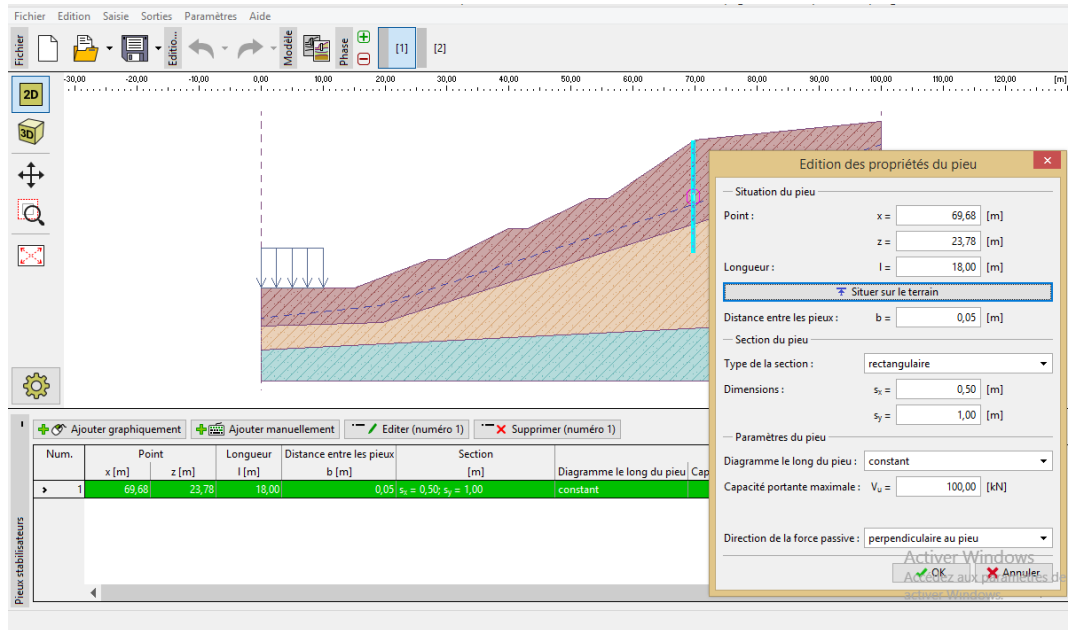 Fichier Edition Saisie Sorties Paramètres Aide
Fichier
Editio...
Modèle
Phase
[1] [2]
-30,00 -20,00 -10,00 0,00 10,00 20,00 30,00 40,00 50,00 60,00 70,00 80,00 90,00 100,00 110,00 120,00 [m]
2D
3D
Edition des propriétés du pieu
Situation du pieu
Point : x = 69,68 [m]
z = 23,78 [m]
Longueur : l = 18,00 [m]
Situer sur le terrain
Distance entre les pieux : b = 0,05 [m]
Section du pieu
Type de la section : rectangulaire
Dimensions : sx = 0,50 [m]
sy = 1,00 [m]
Paramètres du pieu
Diagramme le long du pieu : constant
Capacité portante maximale : Vu = 100,00 [kN]
Direction de la force passive : perpendiculaire au pieu
OK Annuler
Activer Windows
Accédez aux paramètres de
activer Windows.
Ajouter graphiquement Ajouter manuellement Editer (numéro 1) Supprimer (numéro 1)
Num. Point Longueur Distance entre les pieux Section
x [m] z [m] l [m] b [m] [m] Diagramme le long du pieu Cap
1 69,68 23,78 18,00 0,05 sx = 0,50; sy = 1,00 constant
Pieux stabilisateurs